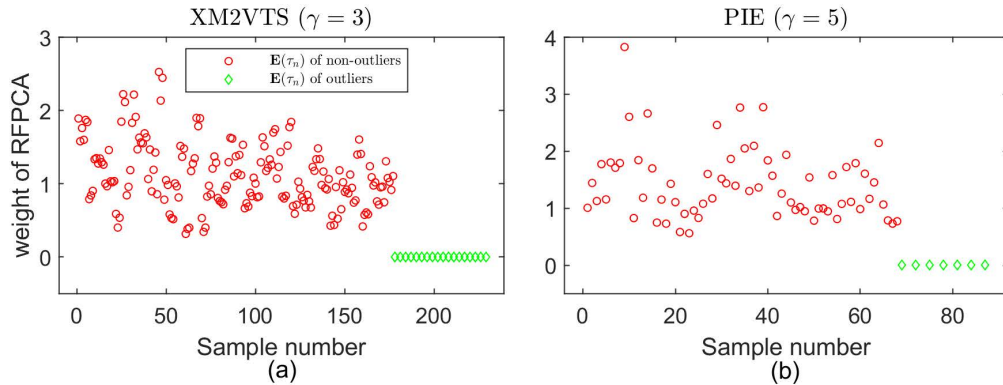 XM2VTS (γ = 3)
3
2
1
0
weight of RFPCA
E(τn) of non-outliers
E(τn) of outliers
0 50 100 150 200
Sample number
(a)
PIE (γ = 5)
4
3
2
1
0
0 20 40 60 80
Sample number
(b)